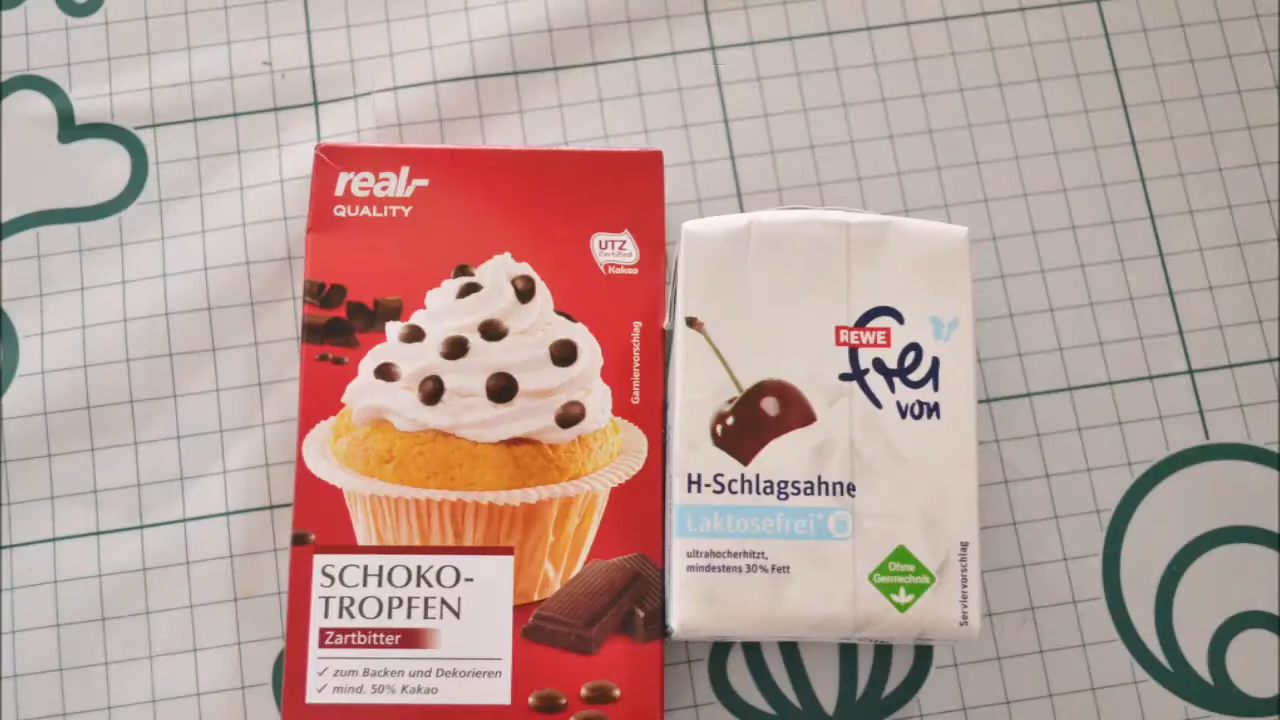 real,-
QUALITY
UTZ
Certified
Kakao
Garniervorschlag
SCHOKO-
TROPFEN
Zartbitter
✓ zum Backen und Dekorieren
✓ mind. 50% Kakao
REWE
frei
von
H-Schlagsahne
Laktosefrei*
ultrahocherhitzt,
mindestens 30% Fett
Ohne
Gentechnik
Serviervorschlag